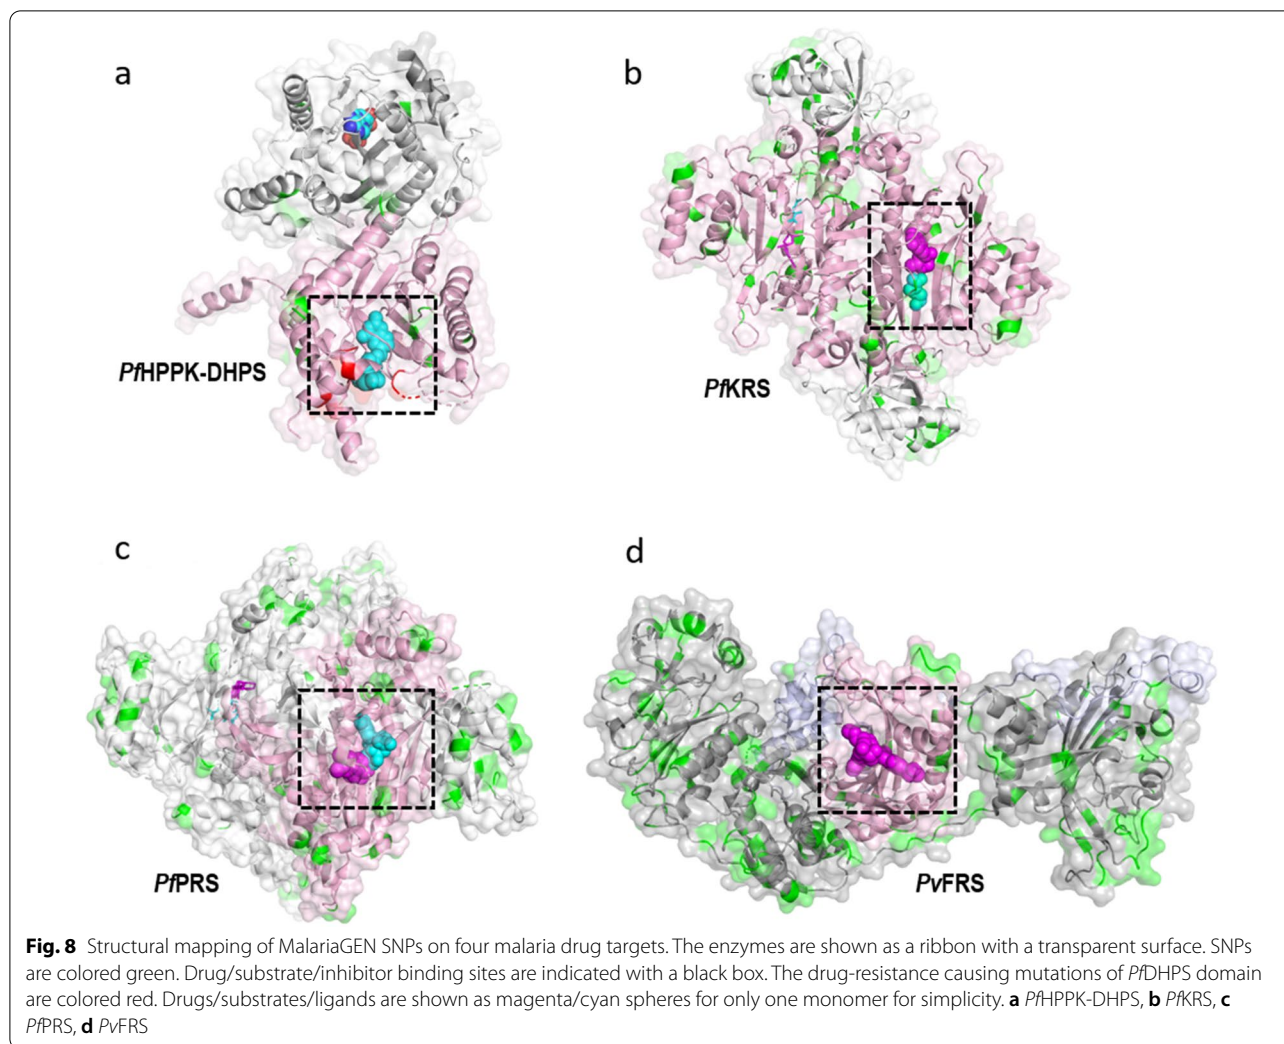 a
b
PfHPPK-DHPS
PfKRS
c
d
PfPRS
PvFRS
Fig. 8 Structural mapping of MalariaGEN SNPs on four malaria drug targets. The enzymes are shown as a ribbon with a transparent surface. SNPs
are colored green. Drug/substrate/inhibitor binding sites are indicated with a black box. The drug-resistance causing mutations of PfDHPS domain
are colored red. Drugs/substrates/ligands are shown as magenta/cyan spheres for only one monomer for simplicity. a PfHPPK-DHPS, b PfKRS, c
PfPRS, d PvFRS